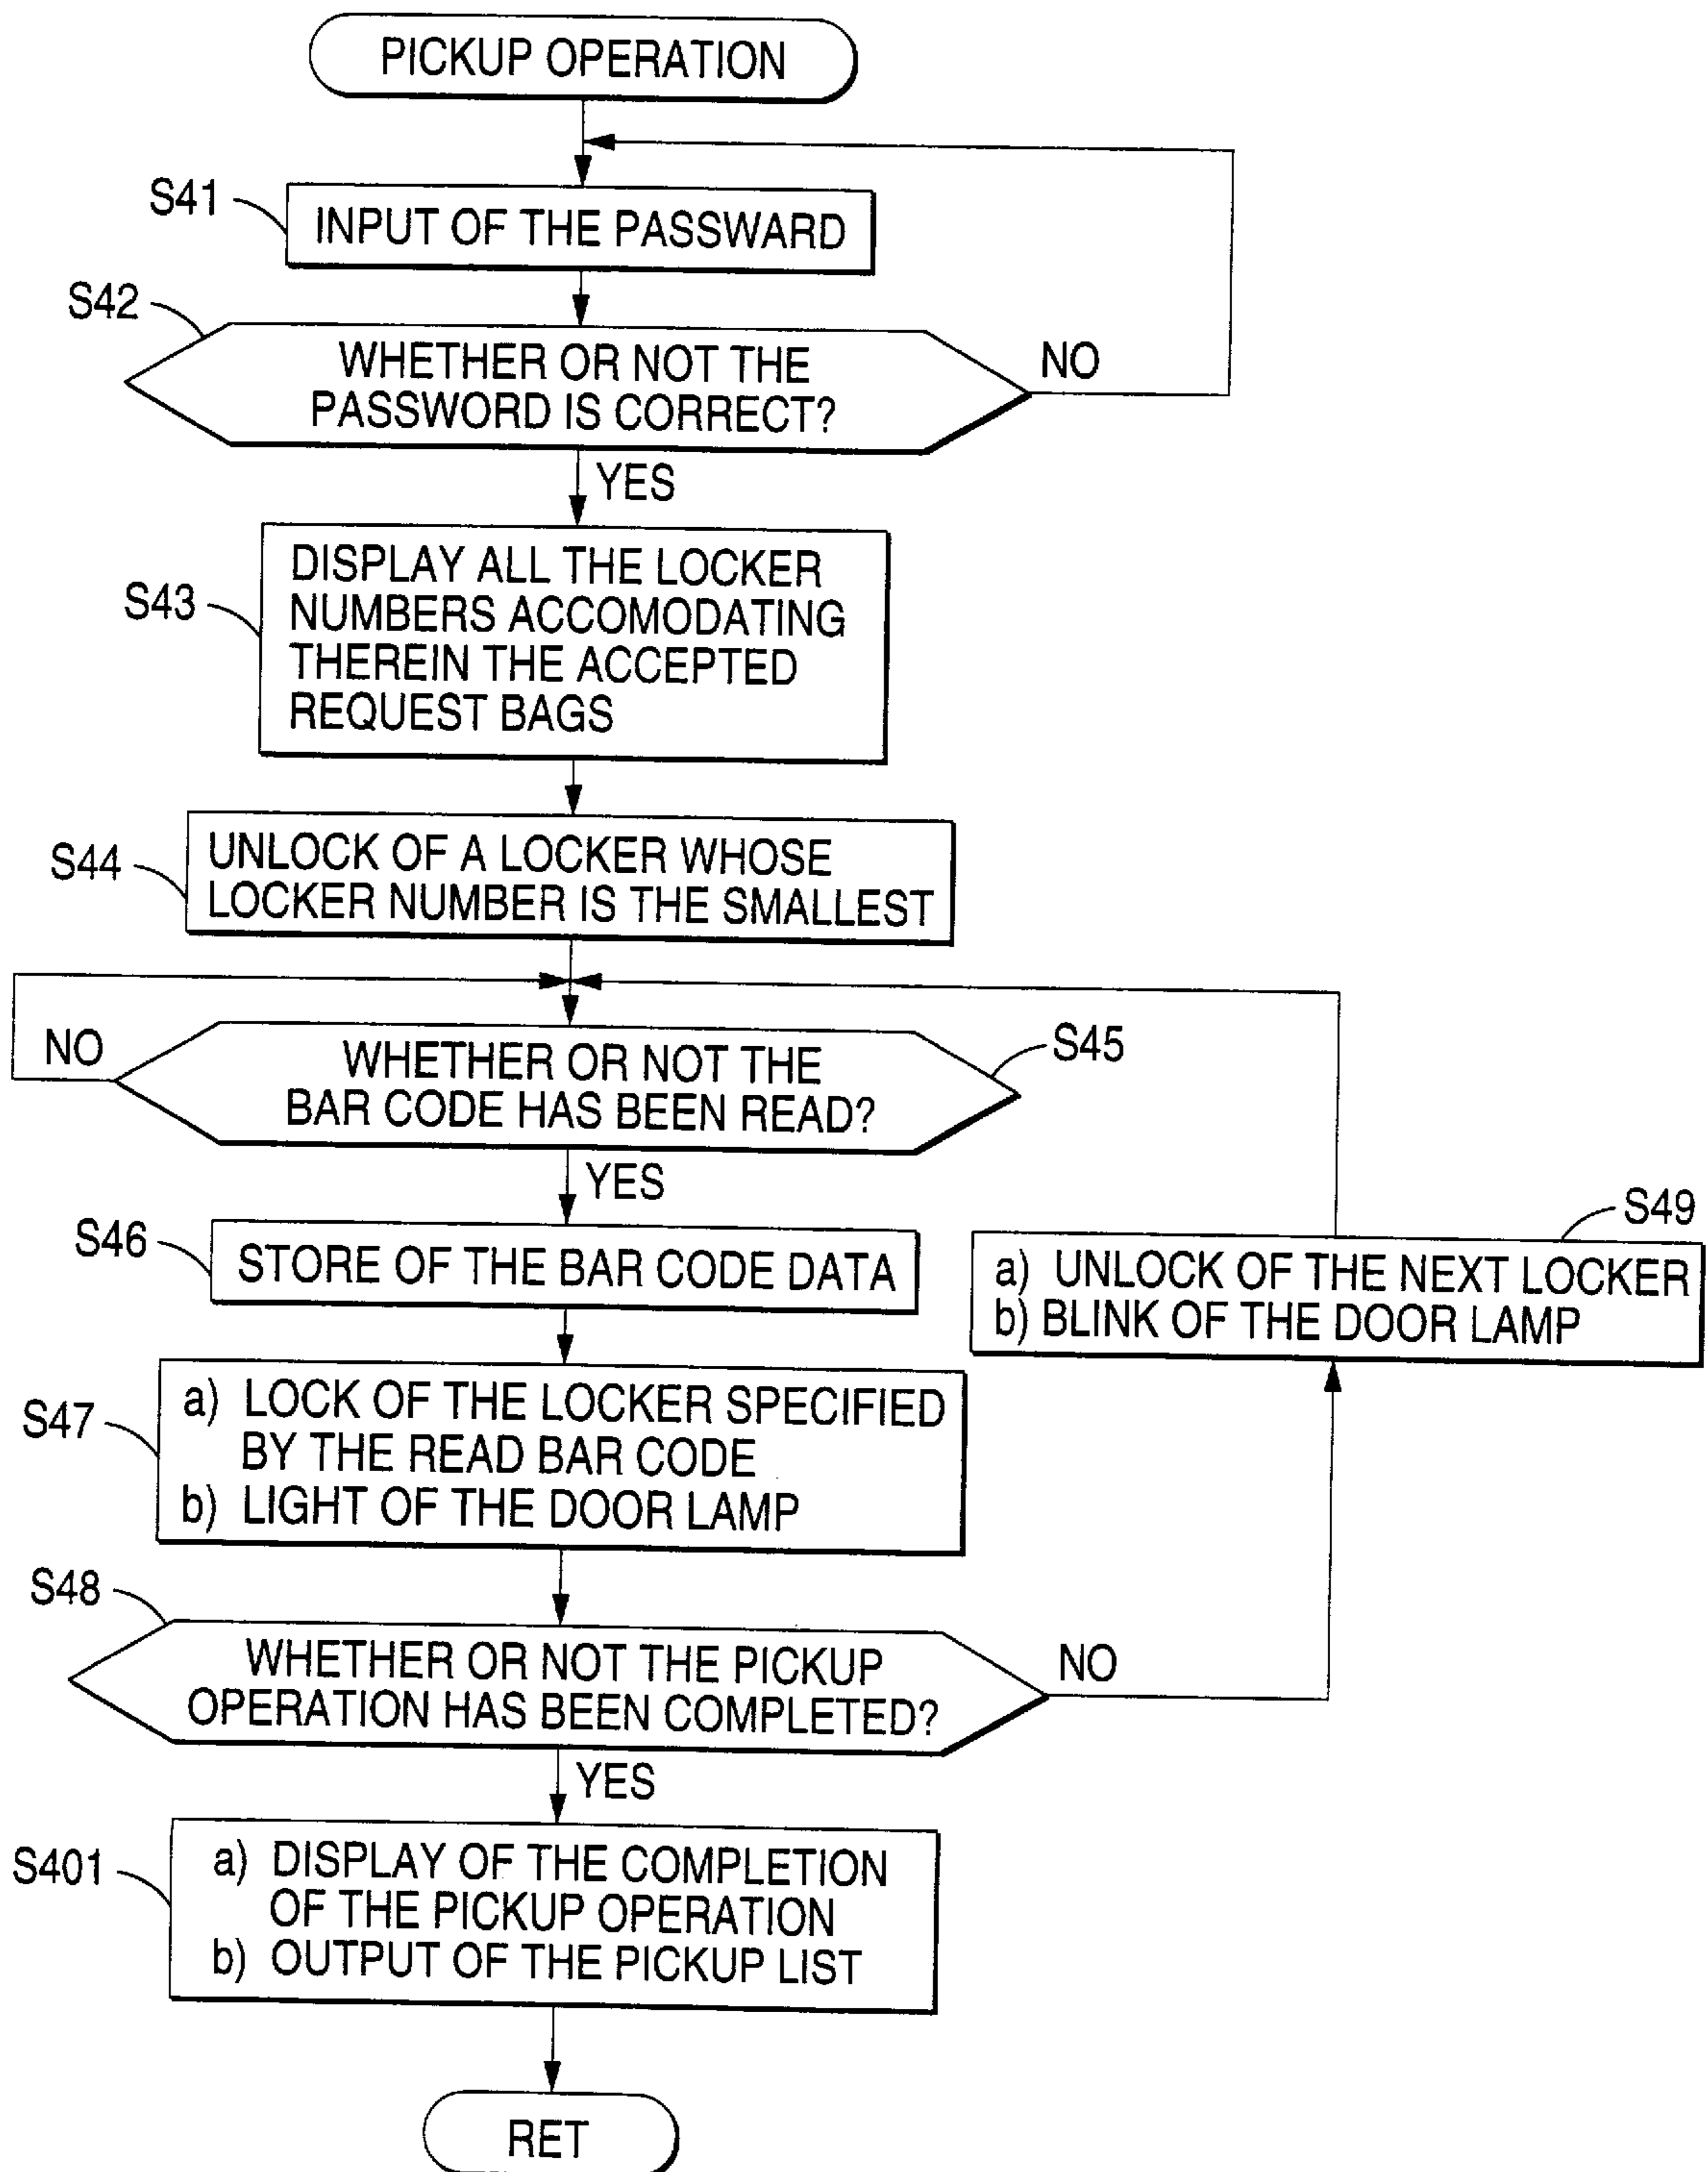 PICKUP OPERATION
S41
INPUT OF THE PASSWARD
S42
WHETHER OR NOT THE
PASSWORD IS CORRECT?
NO
YES
S43
DISPLAY ALL THE LOCKER
NUMBERS ACCOMODATING
THEREIN THE ACCEPTED
REQUEST BAGS
S44
UNLOCK OF A LOCKER WHOSE
LOCKER NUMBER IS THE SMALLEST
NO
WHETHER OR NOT THE
BAR CODE HAS BEEN READ?
S45
YES
S46
STORE OF THE BAR CODE DATA
S49
a) UNLOCK OF THE NEXT LOCKER
b) BLINK OF THE DOOR LAMP
S47
a) LOCK OF THE LOCKER SPECIFIED
BY THE READ BAR CODE
b) LIGHT OF THE DOOR LAMP
S48
WHETHER OR NOT THE PICKUP
OPERATION HAS BEEN COMPLETED?
NO
YES
S401
a) DISPLAY OF THE COMPLETION
OF THE PICKUP OPERATION
b) OUTPUT OF THE PICKUP LIST
RET